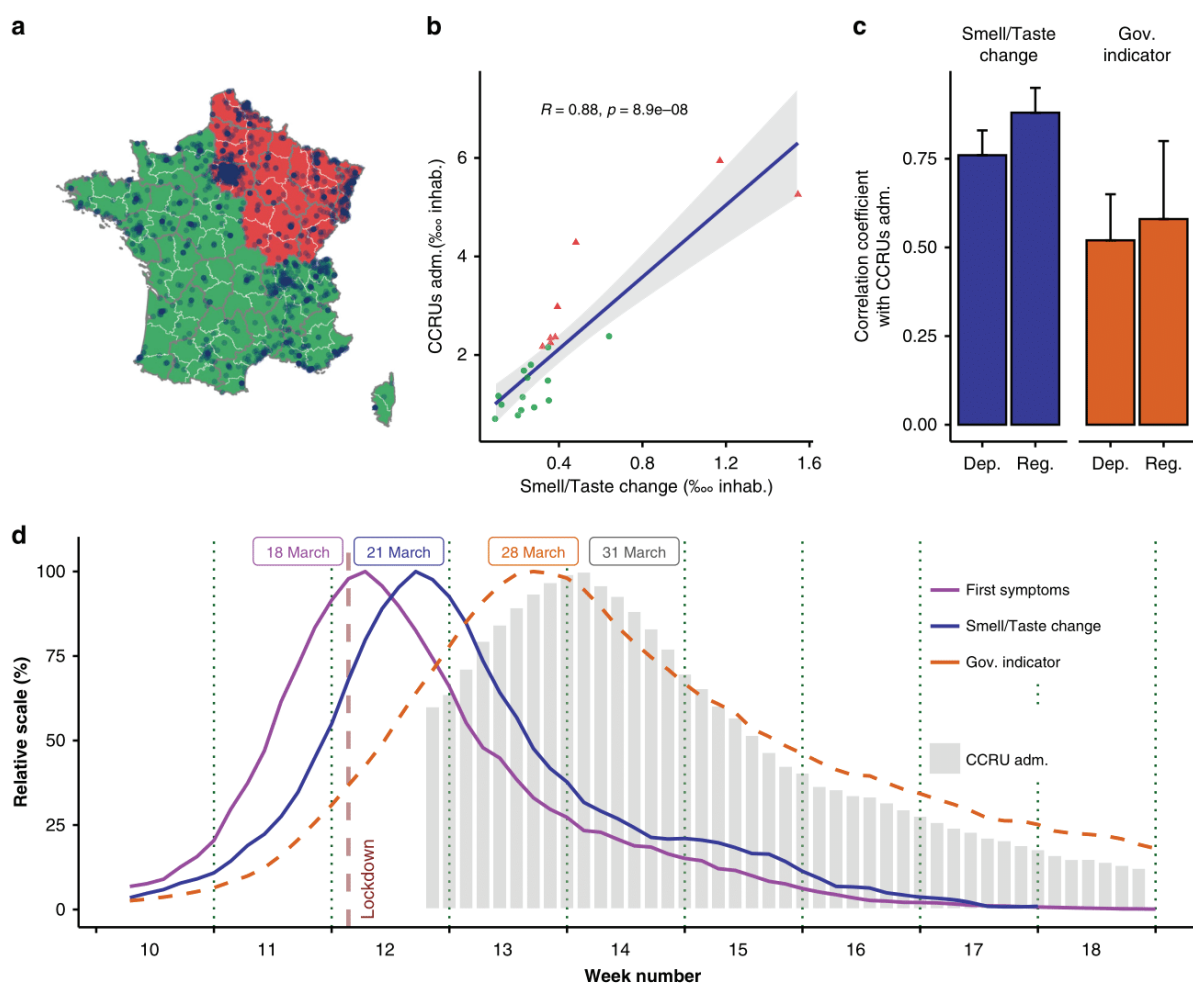 a
b
R = 0.88, p = 8.9e–08
CCRUs adm.(‱ inhab.)
6
4
2
0.4 0.8 1.2 1.6
Smell/Taste change (‱ inhab.)
c
Smell/Taste
change
Gov.
indicator
Correlation coefficient
with CCRUs adm.
0.75
0.50
0.25
0.00
Dep. Reg. Dep. Reg.
d
18 March 21 March 28 March 31 March
Relative scale (%)
100
75
50
25
0
Lockdown
First symptoms
Smell/Taste change
Gov. indicator
CCRU adm.
10 11 12 13 14 15 16 17 18
Week number